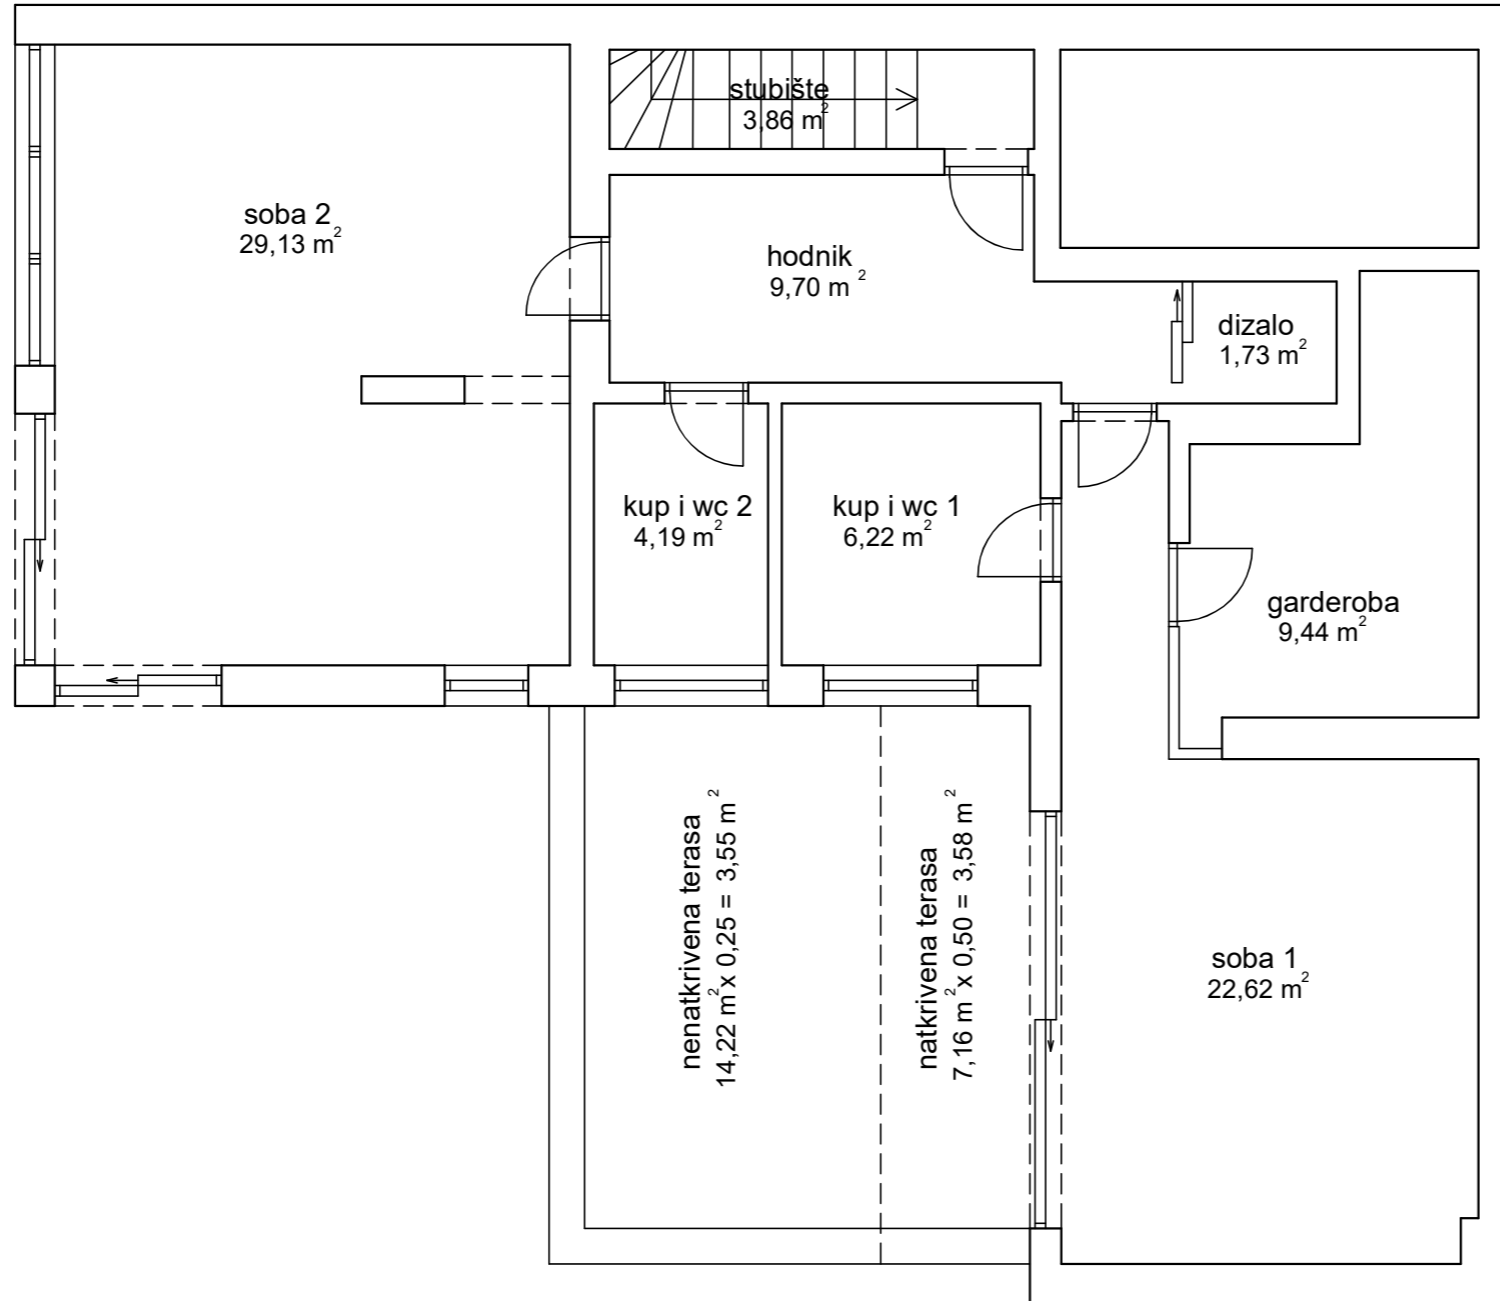 stubište
3,86 m²
soba 2
29,13 m²
hodnik
9,70 m²
dizalo
1,73 m²
kup i wc 2
4,19 m²
kup i wc 1
6,22 m²
garderoba
9,44 m²
nenatkrivena terasa
14,22 m² x 0,25 = 3,55 m²
natkrivena terasa
7,16 m² x 0,50 = 3,58 m²
soba 1
22,62 m²